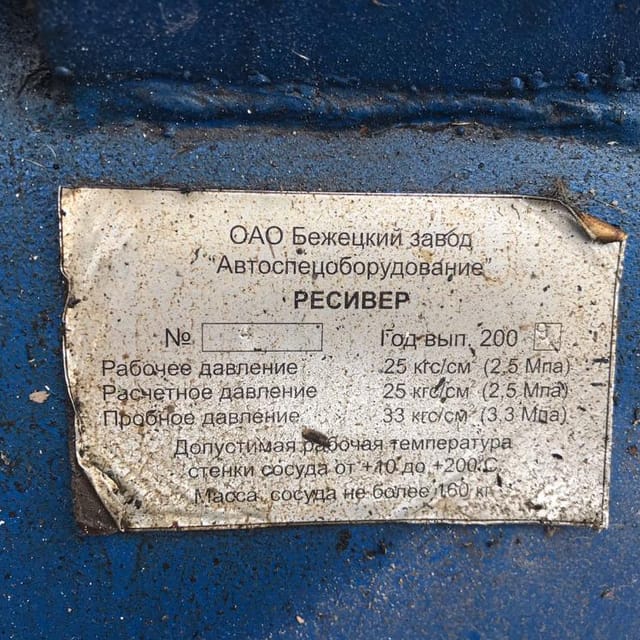 ОАО Бежецкий завод
"Автоспецоборудование"
РЕСИВЕР
№ Год вып. 200
Рабочее давление 25 кгс/см (2,5 Мпа)
Расчетное давление 25 кгс/см (2,5 Мпа)
Пробное давление 33 кгс/см (3,3 Мпа)
Допустимая рабочая температура
стенки сосуда от +10 до +200°С
Масса сосуда не более 160 кг